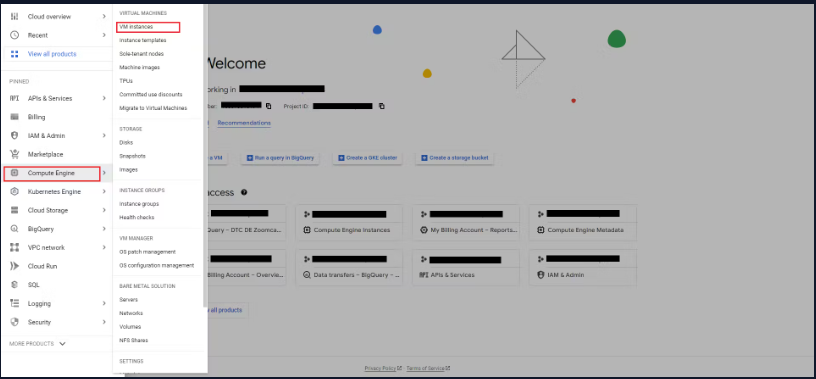 Cloud overview
Recent
View all products
PINNED
APIs & Services
Billing
IAM & Admin
Marketplace
Compute Engine
Kubernetes Engine
Cloud Storage
BigQuery
VPC network
Cloud Run
SQL
Logging
Security
MORE PRODUCTS
VIRTUAL MACHINES
VM instances
Instance templates
Sole-tenant nodes
Machine images
TPUs
Committed use discounts
Migrate to Virtual Machines
STORAGE
Disks
Snapshots
Images
INSTANCE GROUPS
Instance groups
Health checks
VM MANAGER
OS patch management
OS configuration management
BARE METAL SOLUTION
Servers
Networks
Volumes
NFS Shares
SETTINGS
Welcome
orking in
ber:
Project ID:
Recommendations
a VM
Run a query in BigQuery
Create a GKE cluster
Create a storage bucket
ccess
Query – DTC DE Zoomca...
Compute Engine Instances
My Billing Account – Reports...
Compute Engine Metadata
Billing Account – Overvie...
Data transfers – BigQuery – ...
APIs & Services
IAM & Admin
all products
Privacy Policy
Terms of Service